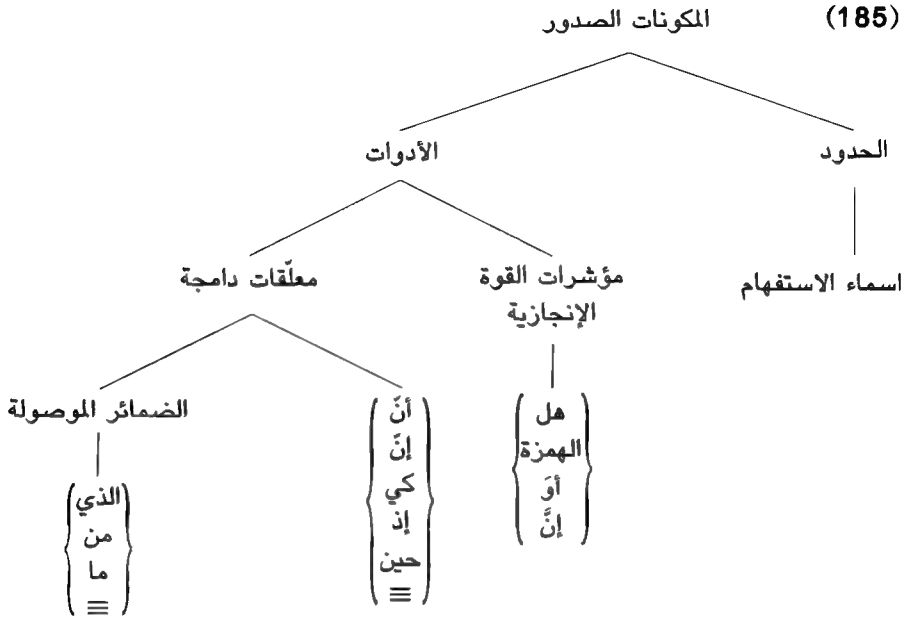 (185)
المكونات الصدور
الحدود
الأدوات
اسماء الاستفهام
مؤشرات القوة
الإنجازية
معلّقات دامجة
هل
الهمزة
أوَ
إنَّ
أنّ
إنّ
كي
إذ
حين
≡
الضمائر الموصولة
الذي
من
ما
≡